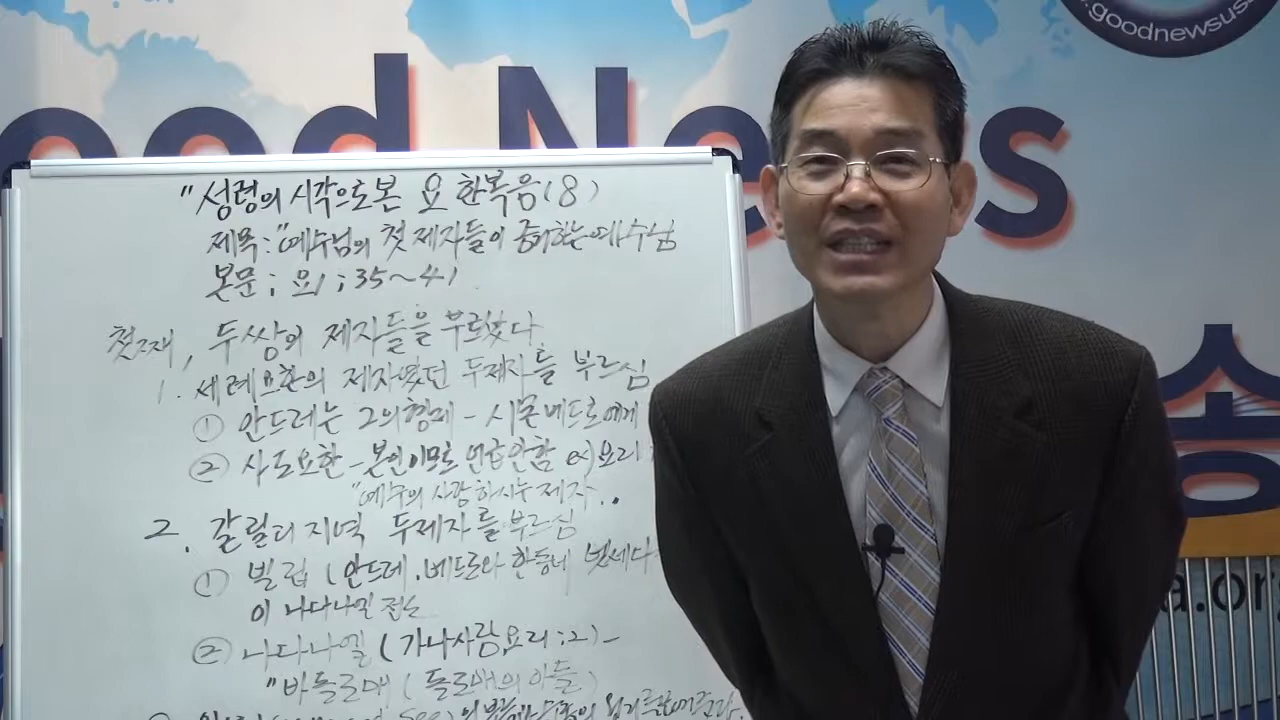 goodnewsusa
Good News
"성령의 시각으로 본 요한복음(8)
제목: "예수님의 첫 제자들이 증거하는 예수님
본문; 요1;35~41
첫째, 두쌍의 제자들을 부르셨다
1. 세례요한의 제자였던 두제자를 부르심
① 안드레는 그의형제 - 시몬베드로에게
② 사도요한 - 본인이므로 언급안함
"예수의 사랑하시는 제자..
2. 갈릴리 지역 두제자를 부르심
① 빌립 (안드레, 베드로와 한동네 벳세다
이 나다나엘 전도
② 나다나엘 (가나사람,요21:2) -
"바돌로매 (돌로매의 아들)
a.or